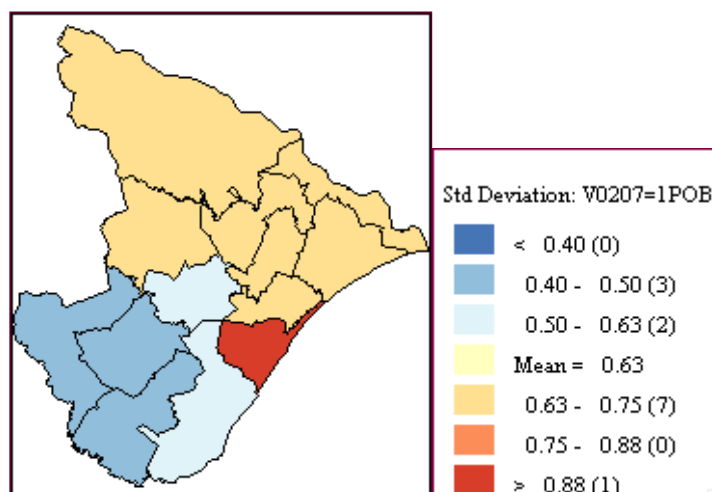 Std Deviation: V0207=1POB
< 0.40 (0)
0.40 - 0.50 (3)
0.50 - 0.63 (2)
Mean = 0.63
0.63 - 0.75 (7)
0.75 - 0.88 (0)
> 0.88 (1)